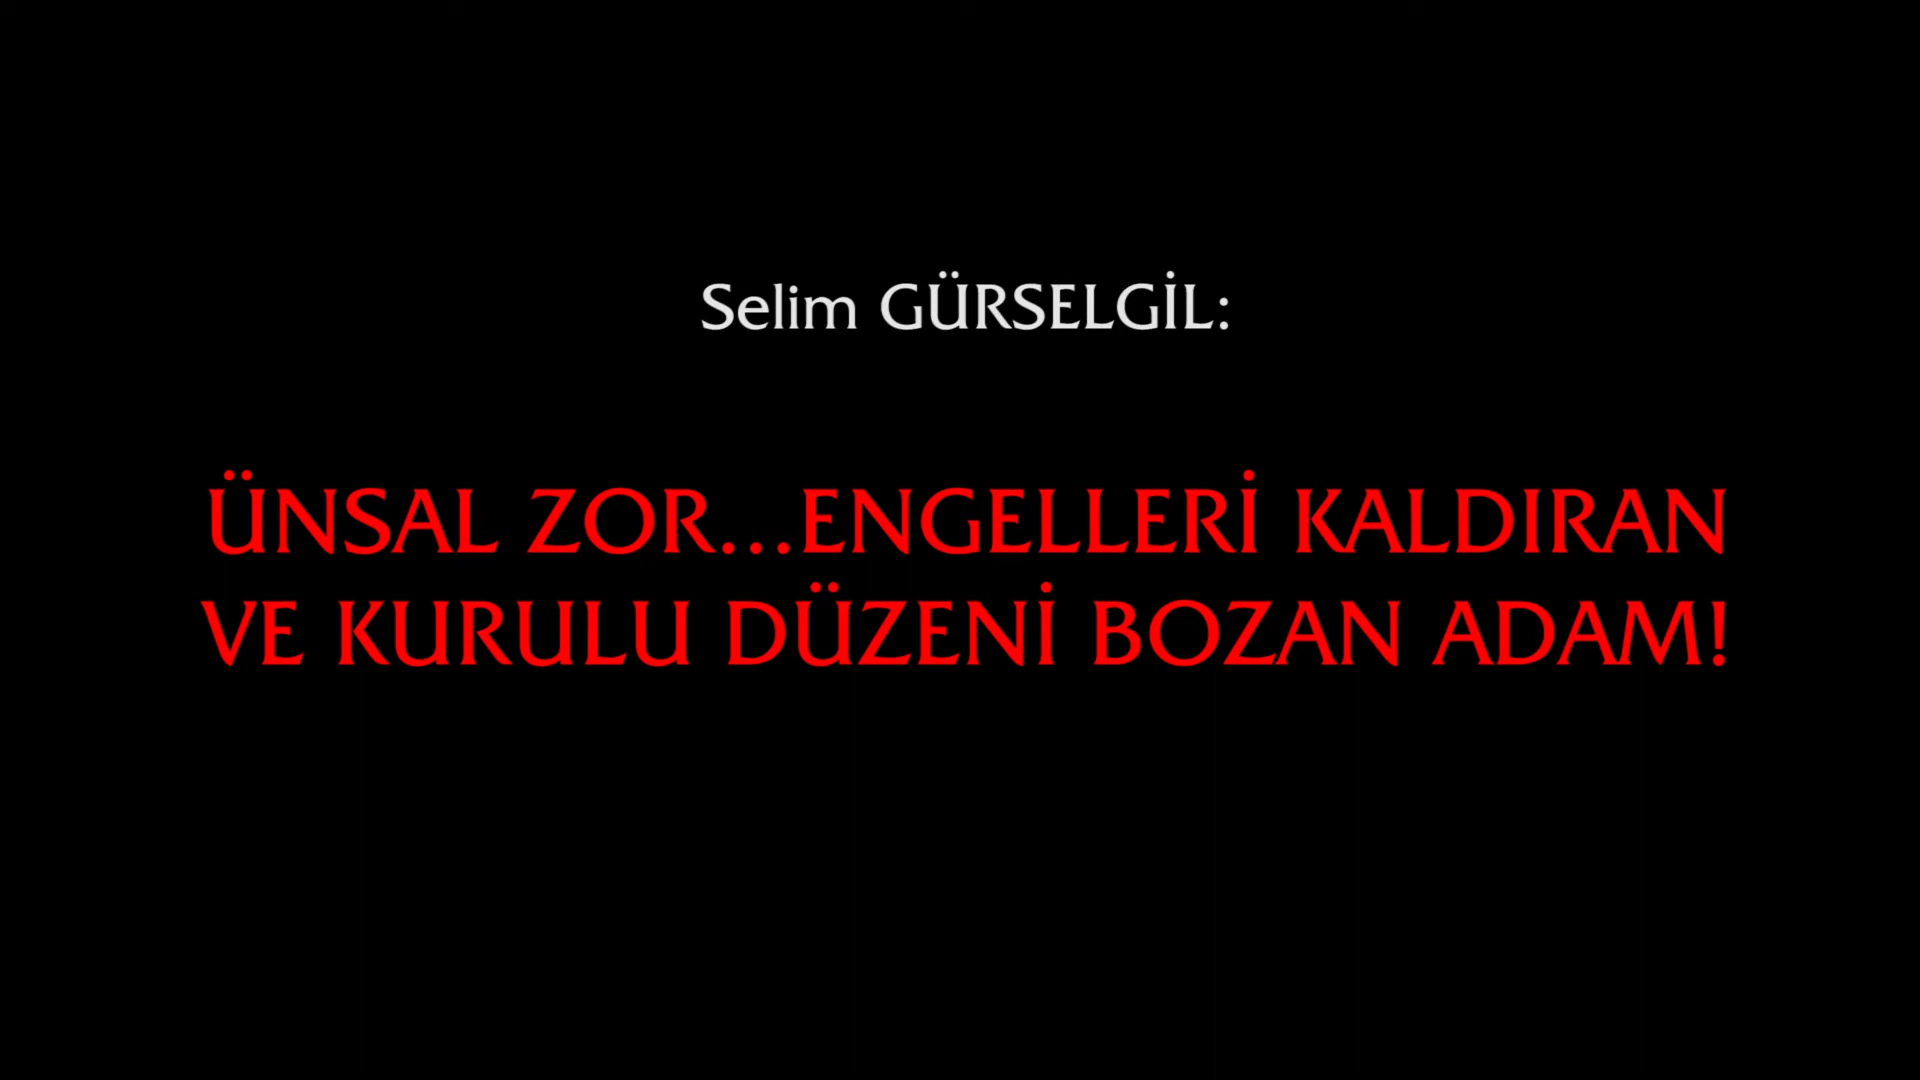 Selim GÜRSELGİL:
ÜNSAL ZOR...ENGELLERİ KALDIRAN
VE KURULU DÜZENİ BOZAN ADAM!